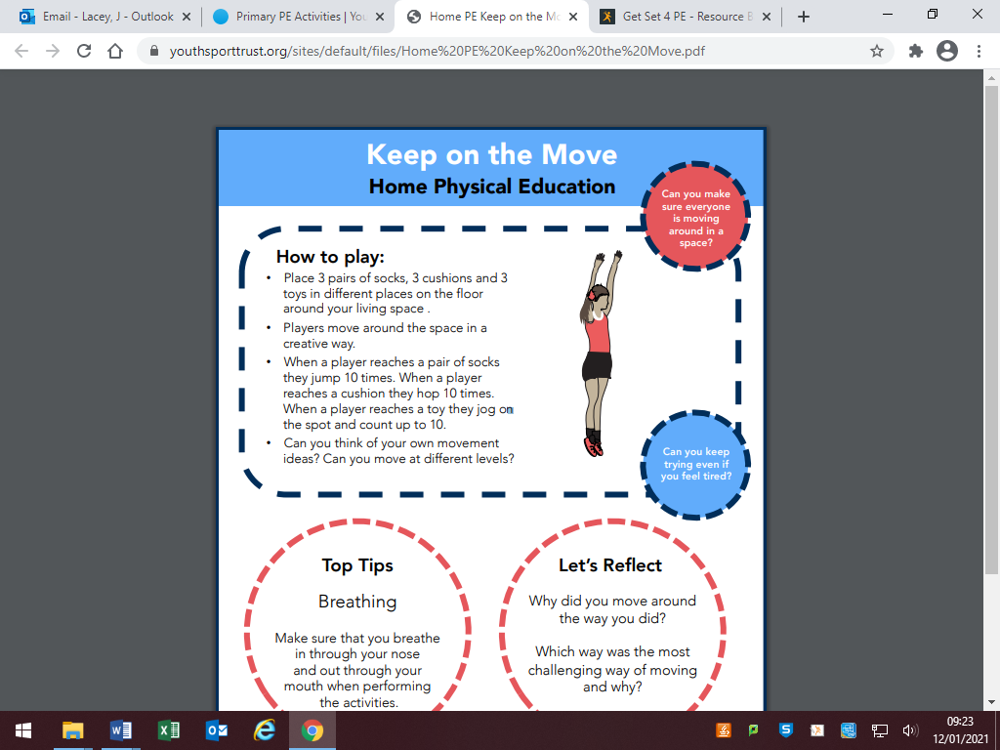 Email - Lacey, J - Outlook
Primary PE Activities | You
Home PE Keep on the Mo
Get Set 4 PE - Resource B
youthsporttrust.org/sites/default/files/Home%20PE%20Keep%20on%20the%20Move.pdf
Keep on the Move
Home Physical Education
Can you make
sure everyone
is moving
around in a
space?
How to play:
• Place 3 pairs of socks, 3 cushions and 3
toys in different places on the floor
around your living space .
• Players move around the space in a
creative way.
• When a player reaches a pair of socks
they jump 10 times. When a player
reaches a cushion they hop 10 times.
When a player reaches a toy they jog on
the spot and count up to 10.
• Can you think of your own movement
ideas? Can you move at different levels?
Can you keep
trying even if
you feel tired?
Top Tips
Breathing
Make sure that you breathe
in through your nose
and out through your
mouth when performing
the activities.
Let's Reflect
Why did you move around
the way you did?
Which way was the most
challenging way of moving
and why?
09:23
12/01/2021